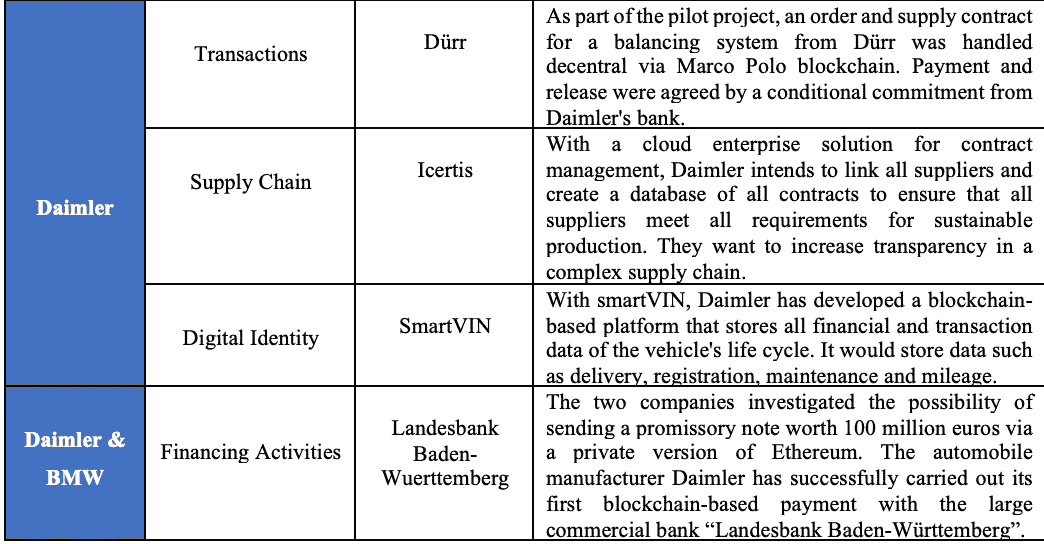 Daimler
Transactions
Dürr
As part of the pilot project, an order and supply contract
for a balancing system from Dürr was handled
decentral via Marco Polo blockchain. Payment and
release were agreed by a conditional commitment from
Daimler's bank.
Supply Chain
Icertis
With a cloud enterprise solution for contract
management, Daimler intends to link all suppliers and
create a database of all contracts to ensure that all
suppliers meet all requirements for sustainable
production. They want to increase transparency in a
complex supply chain.
Digital Identity
SmartVIN
With smartVIN, Daimler has developed a blockchain-
based platform that stores all financial and transaction
data of the vehicle's life cycle. It would store data such
as delivery, registration, maintenance and mileage.
Daimler &
BMW
Financing Activities
Landesbank
Baden-
Wuerttemberg
The two companies investigated the possibility of
sending a promissory note worth 100 million euros via
a private version of Ethereum. The automobile
manufacturer Daimler has successfully carried out its
first blockchain-based payment with the large
commercial bank “Landesbank Baden-Württemberg”.